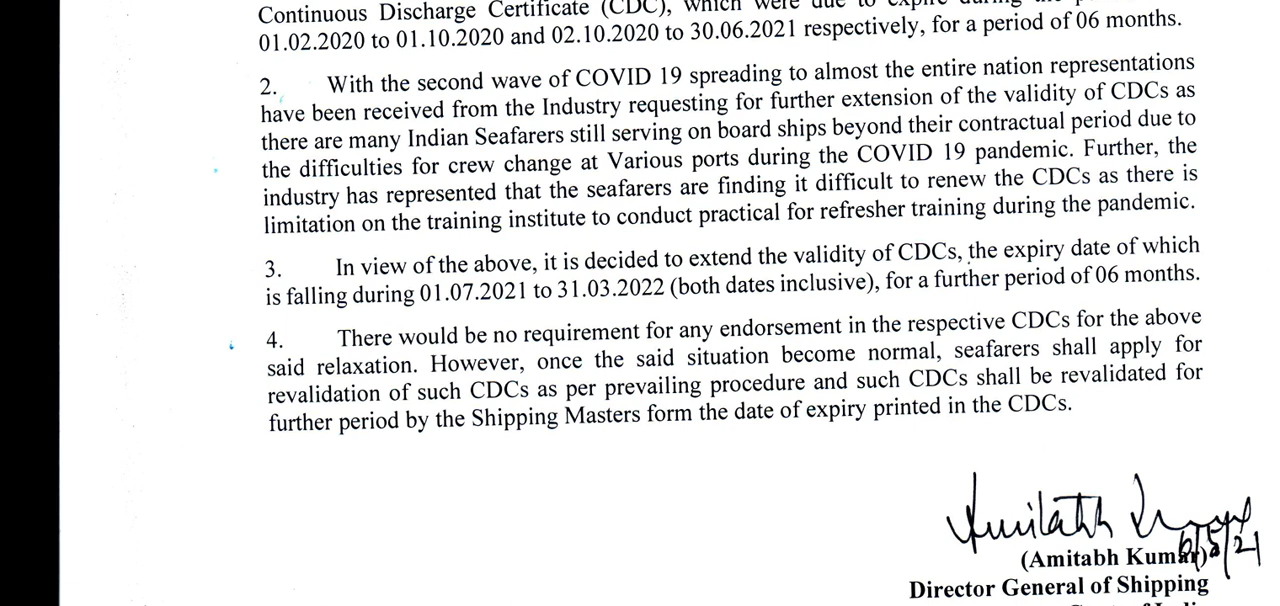 Continuous Discharge Certificate (CDC), which were due to expire during the
01.02.2020 to 01.10.2020 and 02.10.2020 to 30.06.2021 respectively, for a period of 06 months.
2. With the second wave of COVID 19 spreading to almost the entire nation representations
have been received from the Industry requesting for further extension of the validity of CDCs as
there are many Indian Seafarers still serving on board ships beyond their contractual period due to
the difficulties for crew change at Various ports during the COVID 19 pandemic. Further, the
industry has represented that the seafarers are finding it difficult to renew the CDCs as there is
limitation on the training institute to conduct practical for refresher training during the pandemic.
3. In view of the above, it is decided to extend the validity of CDCs, the expiry date of which
is falling during 01.07.2021 to 31.03.2022 (both dates inclusive), for a further period of 06 months.
4. There would be no requirement for any endorsement in the respective CDCs for the above
said relaxation. However, once the said situation become normal, seafarers shall apply for
revalidation of such CDCs as per prevailing procedure and such CDCs shall be revalidated for
further period by the Shipping Masters form the date of expiry printed in the CDCs.
Amitabh Kumar
(Amitabh Kumar)
Director General of Shipping